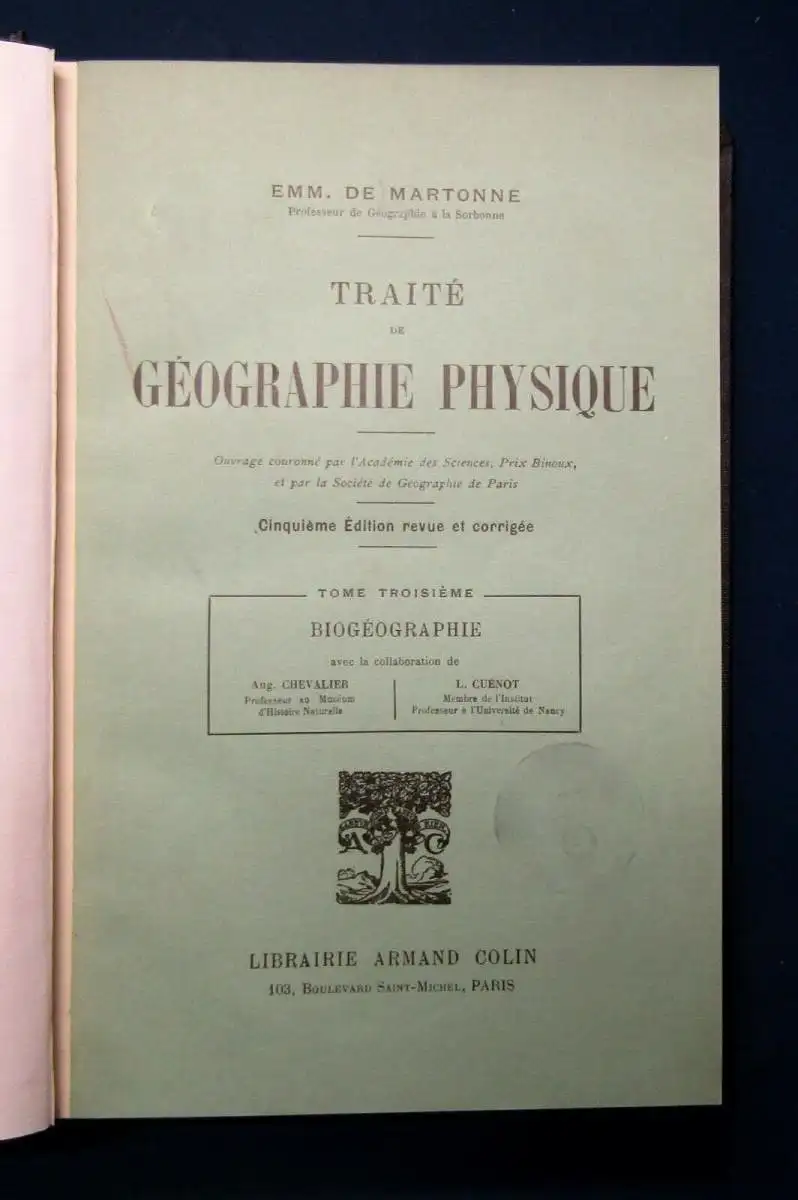 EMM. DE MARTONNE
Professeur de Géographie à la Sorbonne
TRAITÉ
DE
GÉOGRAPHIE PHYSIQUE
Ouvrage couronné par l'Académie des Sciences, Prix Binoux,
et par la Société de Géographie de Paris
Cinquième Édition revue et corrigée
TOME TROISIÈME
BIOGÉOGRAPHIE
avec la collaboration de
Aug. CHEVALIER
Professeur au Muséum
d'Histoire Naturelle
L. CUÉNOT
Membre de l'Institut
Professeur à l'Université de Nancy
A C
LIBRAIRIE ARMAND COLIN
103, BOULEVARD SAINT-MICHEL, PARIS